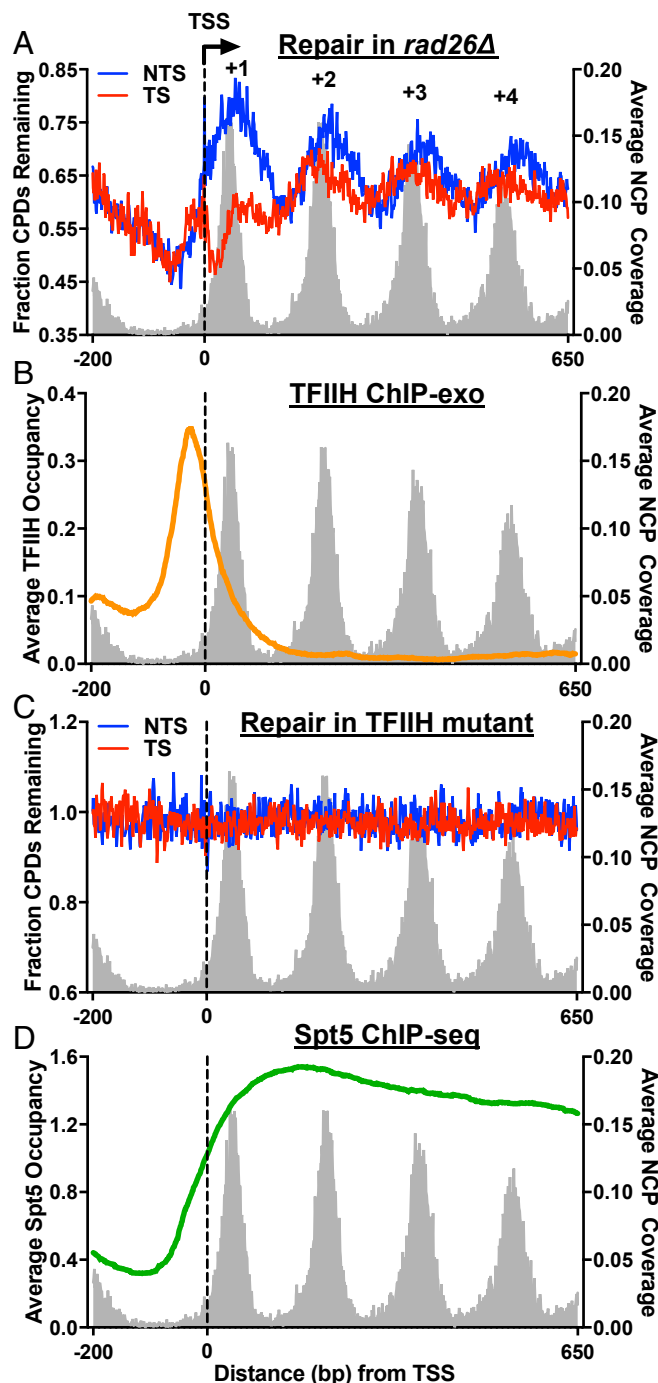 A
TSS
Repair in rad26Δ
NTS
TS
+1
+2
+3
+4
0.85
0.75
0.65
0.55
0.45
0.35
Fraction CPDs Remaining
0.20
0.15
0.10
0.05
0.00
Average NCP Coverage
-200
0
650
B
TFIIH ChIP-exo
0.4
0.3
0.2
0.1
0.0
Average TFIIH Occupancy
0.20
0.15
0.10
0.05
0.00
Average NCP Coverage
-200
0
650
C
Repair in TFIIH mutant
NTS
TS
1.2
1.0
0.8
0.6
Fraction CPDs Remaining
0.20
0.15
0.10
0.05
0.00
Average NCP Coverage
-200
0
650
D
Spt5 ChIP-seq
1.6
1.2
0.8
0.4
0.0
Average Spt5 Occupancy
0.20
0.15
0.10
0.05
0.00
Average NCP Coverage
-200
0
650
Distance (bp) from TSS